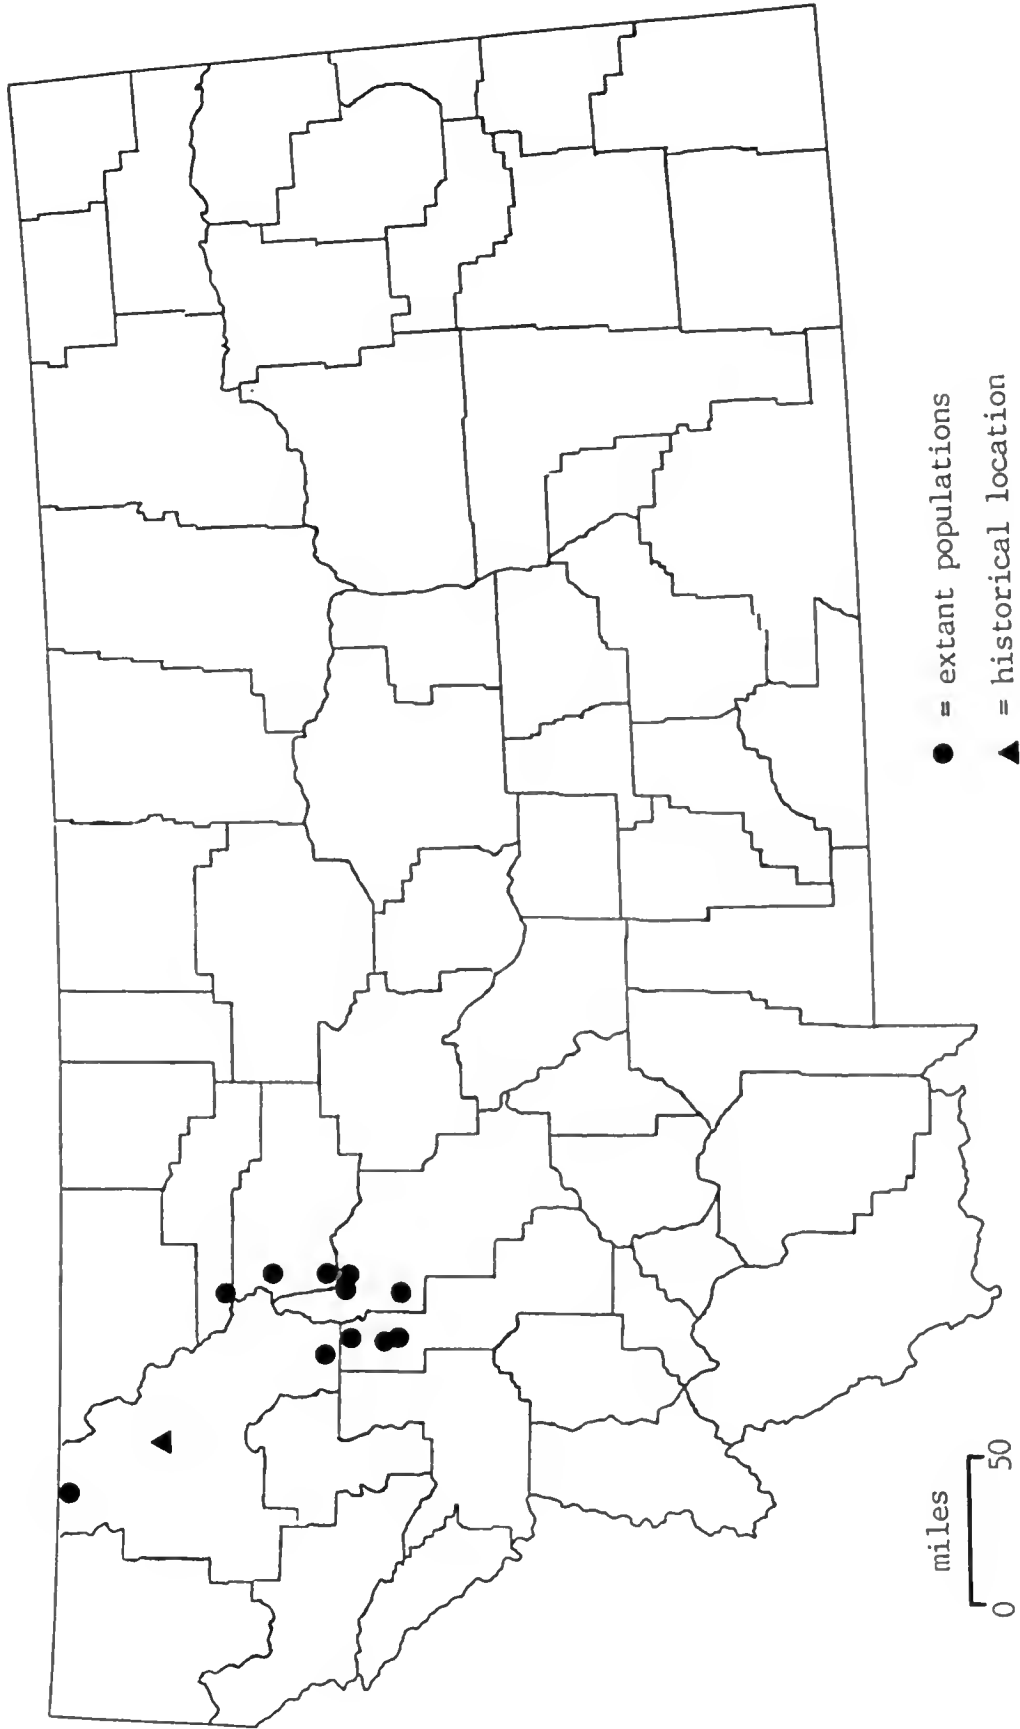 ● = extant populations
▲ = historical location
miles
0 50